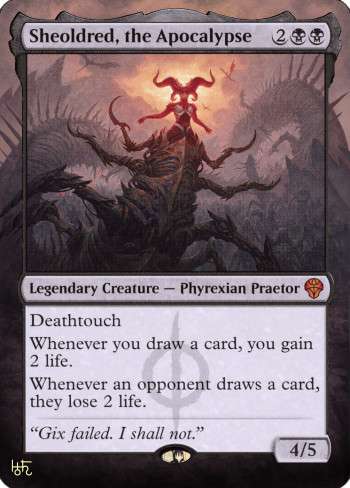 Sheoldred, the Apocalypse 2
Legendary Creature — Phyrexian Praetor
Deathtouch
Whenever you draw a card, you gain
2 life.
Whenever an opponent draws a card,
they lose 2 life.
“Gix failed. I shall not.”
4/5